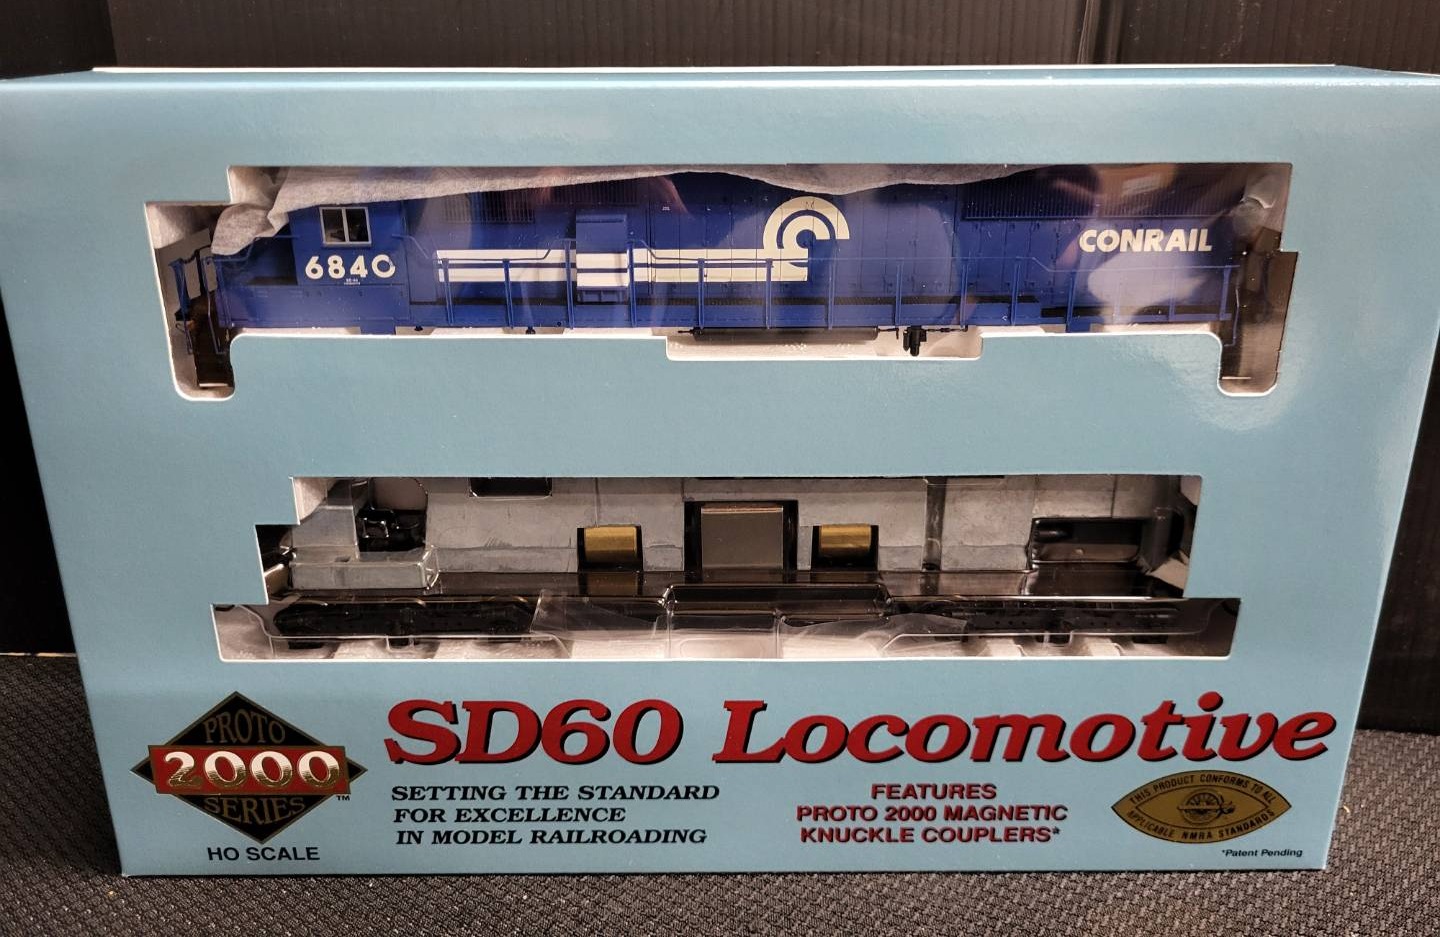 6840
CONRAIL
PROTO
2000
SERIES
™
HO SCALE
SD60 Locomotive
SETTING THE STANDARD
FOR EXCELLENCE
IN MODEL RAILROADING
FEATURES
PROTO 2000 MAGNETIC
KNUCKLE COUPLERS*
THIS PRODUCT CONFORMS TO ALL
APPLICABLE NMRA STANDARDS
*Patent Pending